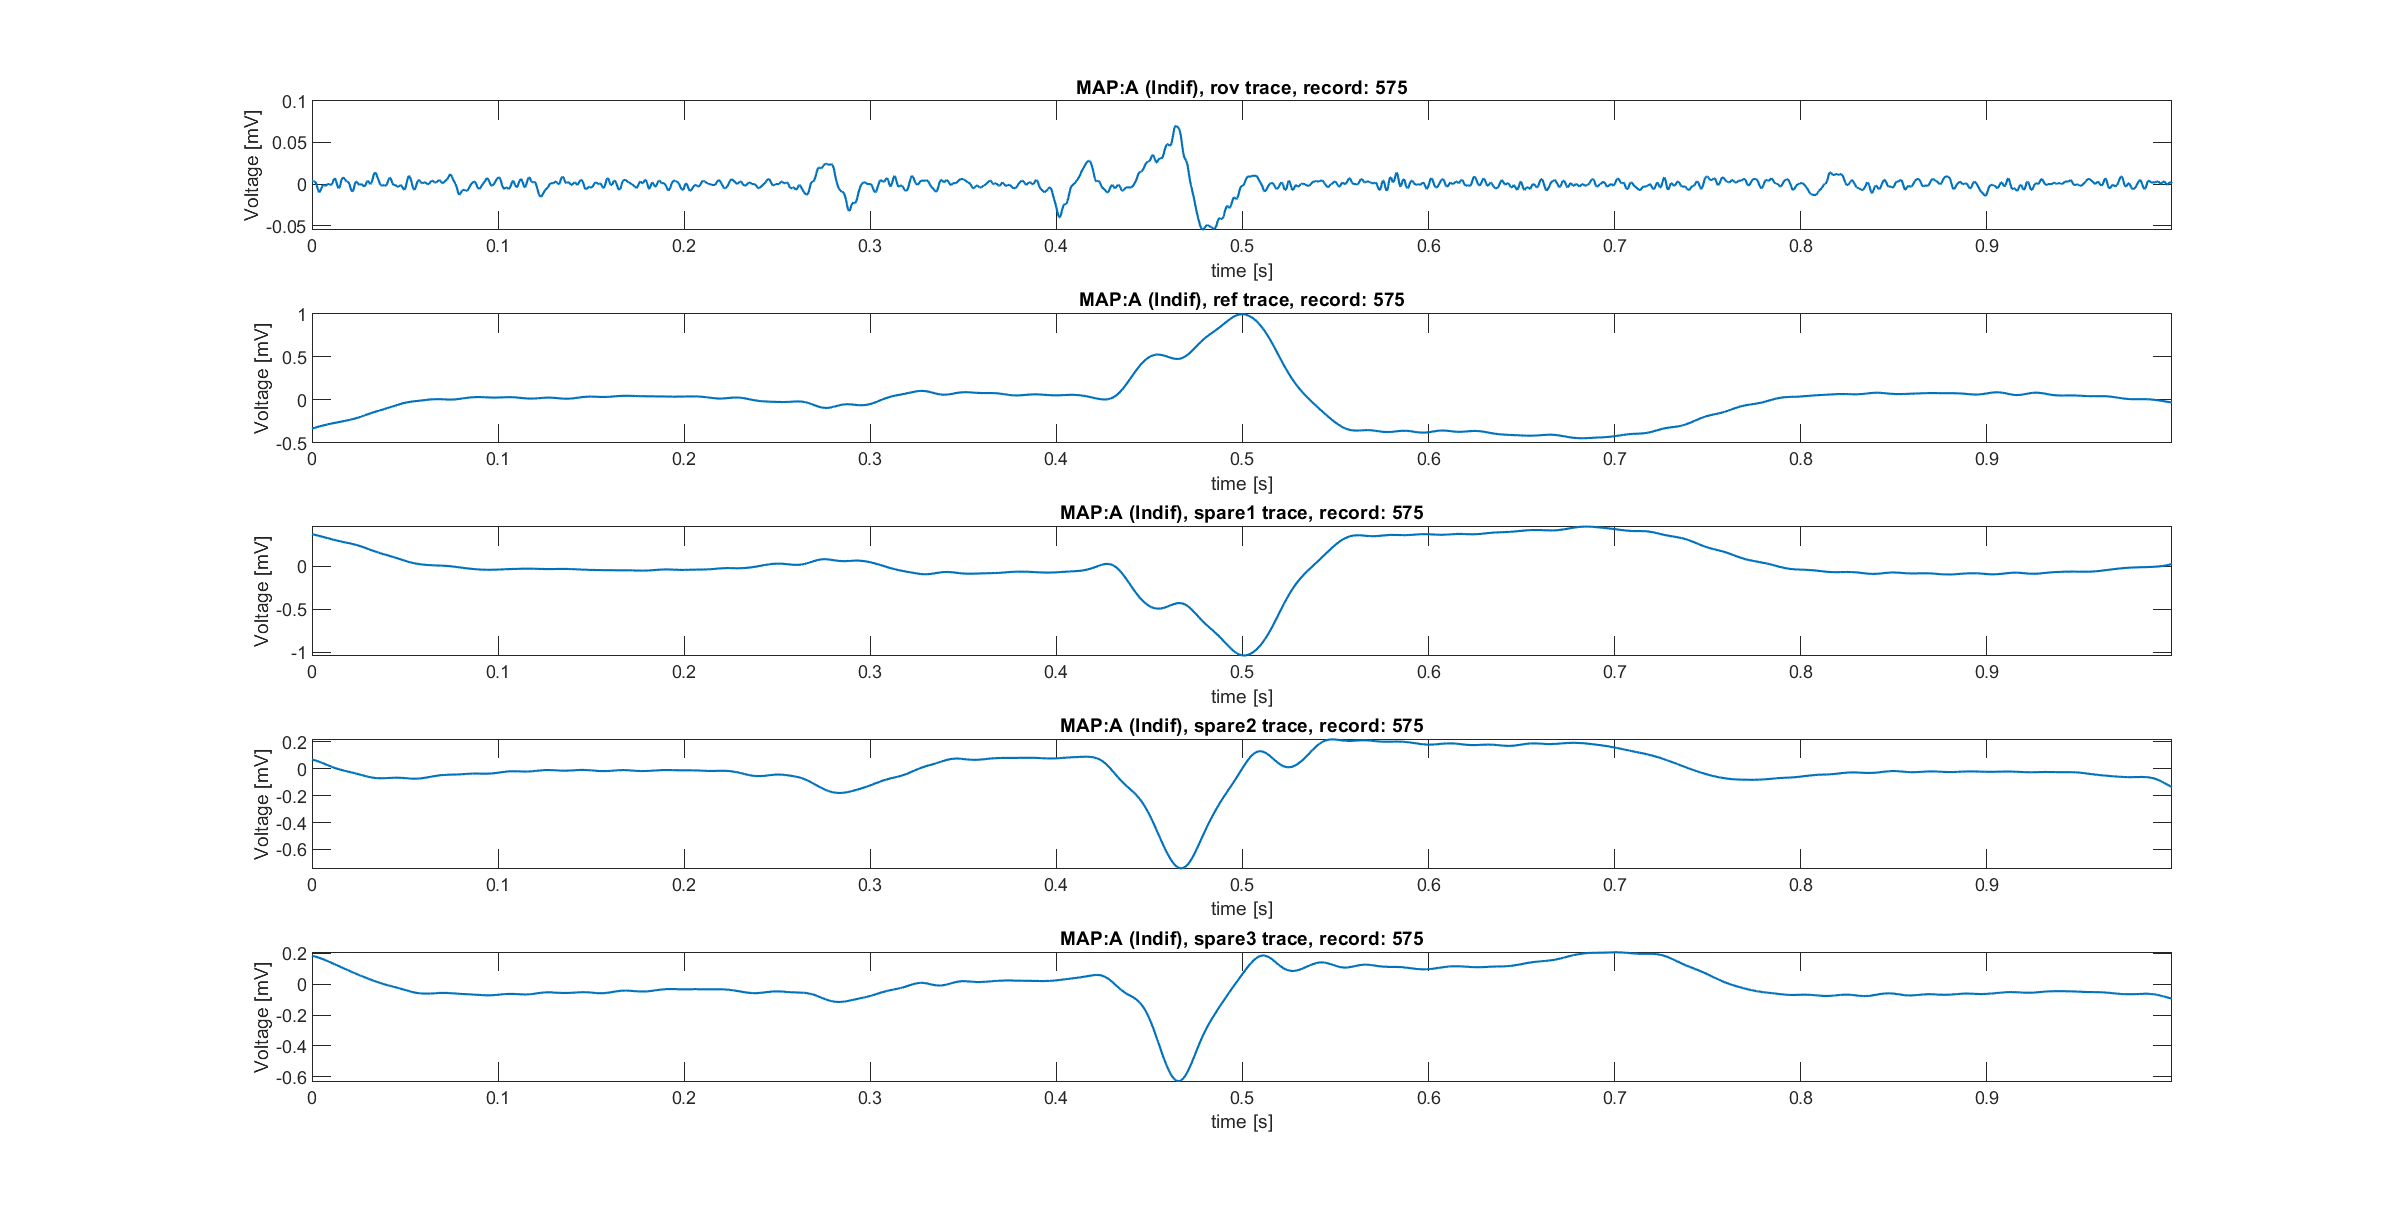 MAP:A (Indif), rov trace, record: 575
Voltage [mV]
0.1
0.05
0
-0.05
0 0.1 0.2 0.3 0.4 0.5 0.6 0.7 0.8 0.9
time [s]
MAP:A (Indif), ref trace, record: 575
Voltage [mV]
1
0.5
0
-0.5
0 0.1 0.2 0.3 0.4 0.5 0.6 0.7 0.8 0.9
time [s]
MAP:A (Indif), spare1 trace, record: 575
Voltage [mV]
0
-0.5
-1
0 0.1 0.2 0.3 0.4 0.5 0.6 0.7 0.8 0.9
time [s]
MAP:A (Indif), spare2 trace, record: 575
Voltage [mV]
0.2
0
-0.2
-0.4
-0.6
0 0.1 0.2 0.3 0.4 0.5 0.6 0.7 0.8 0.9
time [s]
MAP:A (Indif), spare3 trace, record: 575
Voltage [mV]
0.2
0
-0.2
-0.4
-0.6
0 0.1 0.2 0.3 0.4 0.5 0.6 0.7 0.8 0.9
time [s]